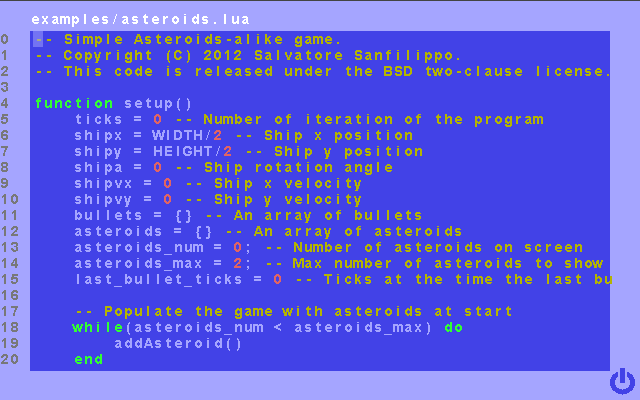 examples/asteroids.lua
0 -- Simple Asteroids-alike game.
1 -- Copyright (C) 2012 Salvatore Sanfilippo.
2 -- This code is released under the BSD two-clause license.
3
4 function setup()
5 ticks = 0 -- Number of iteration of the program
6 shipx = WIDTH/2 -- Ship x position
7 shipy = HEIGHT/2 -- Ship y position
8 shipa = 0 -- Ship rotation angle
9 shipvx = 0 -- Ship x velocity
10 shipvy = 0 -- Ship y velocity
11 bullets = {} -- An array of bullets
12 asteroids = {} -- An array of asteroids
13 asteroids_num = 0; -- Number of asteroids on screen
14 asteroids_max = 2; -- Max number of asteroids to show
15 last_bullet_ticks = 0 -- Ticks at the time the last bu
16
17 -- Populate the game with asteroids at start
18 while(asteroids_num < asteroids_max) do
19 addAsteroid()
20 end